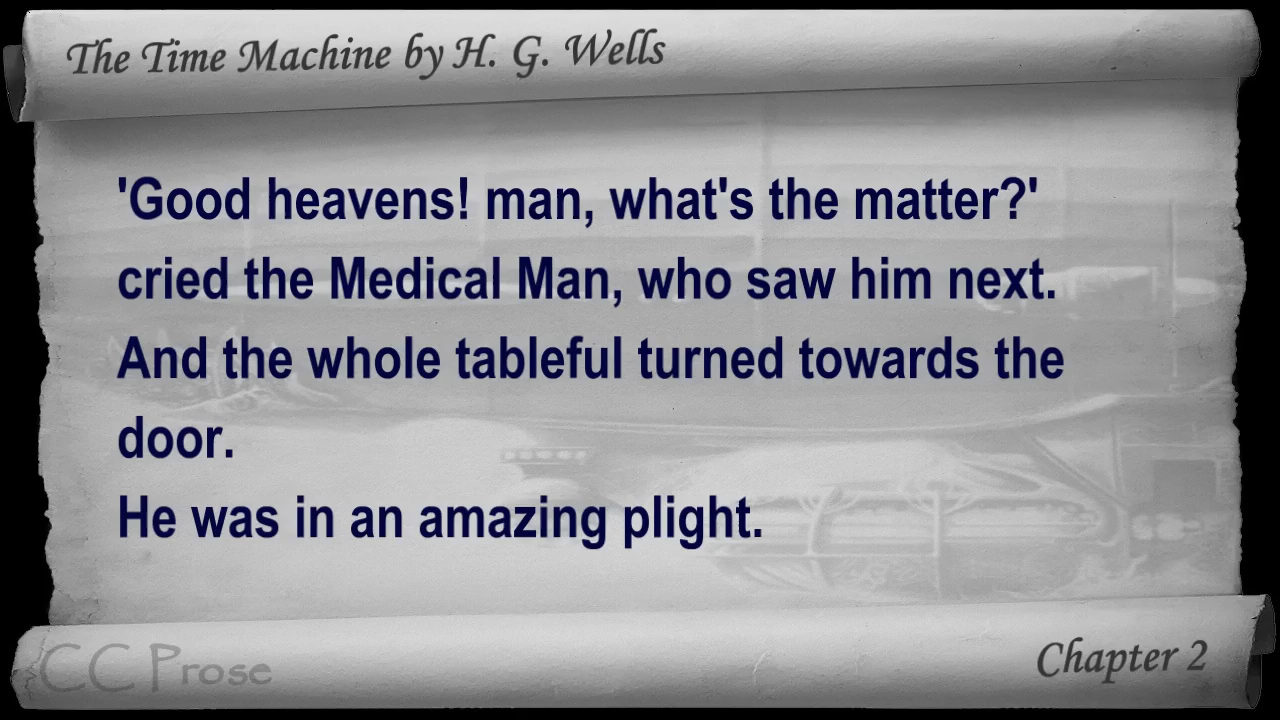 The Time Machine by H. G. Wells
'Good heavens! man, what's the matter?'
cried the Medical Man, who saw him next.
And the whole tableful turned towards the
door.
He was in an amazing plight.
CC Prose
Chapter 2